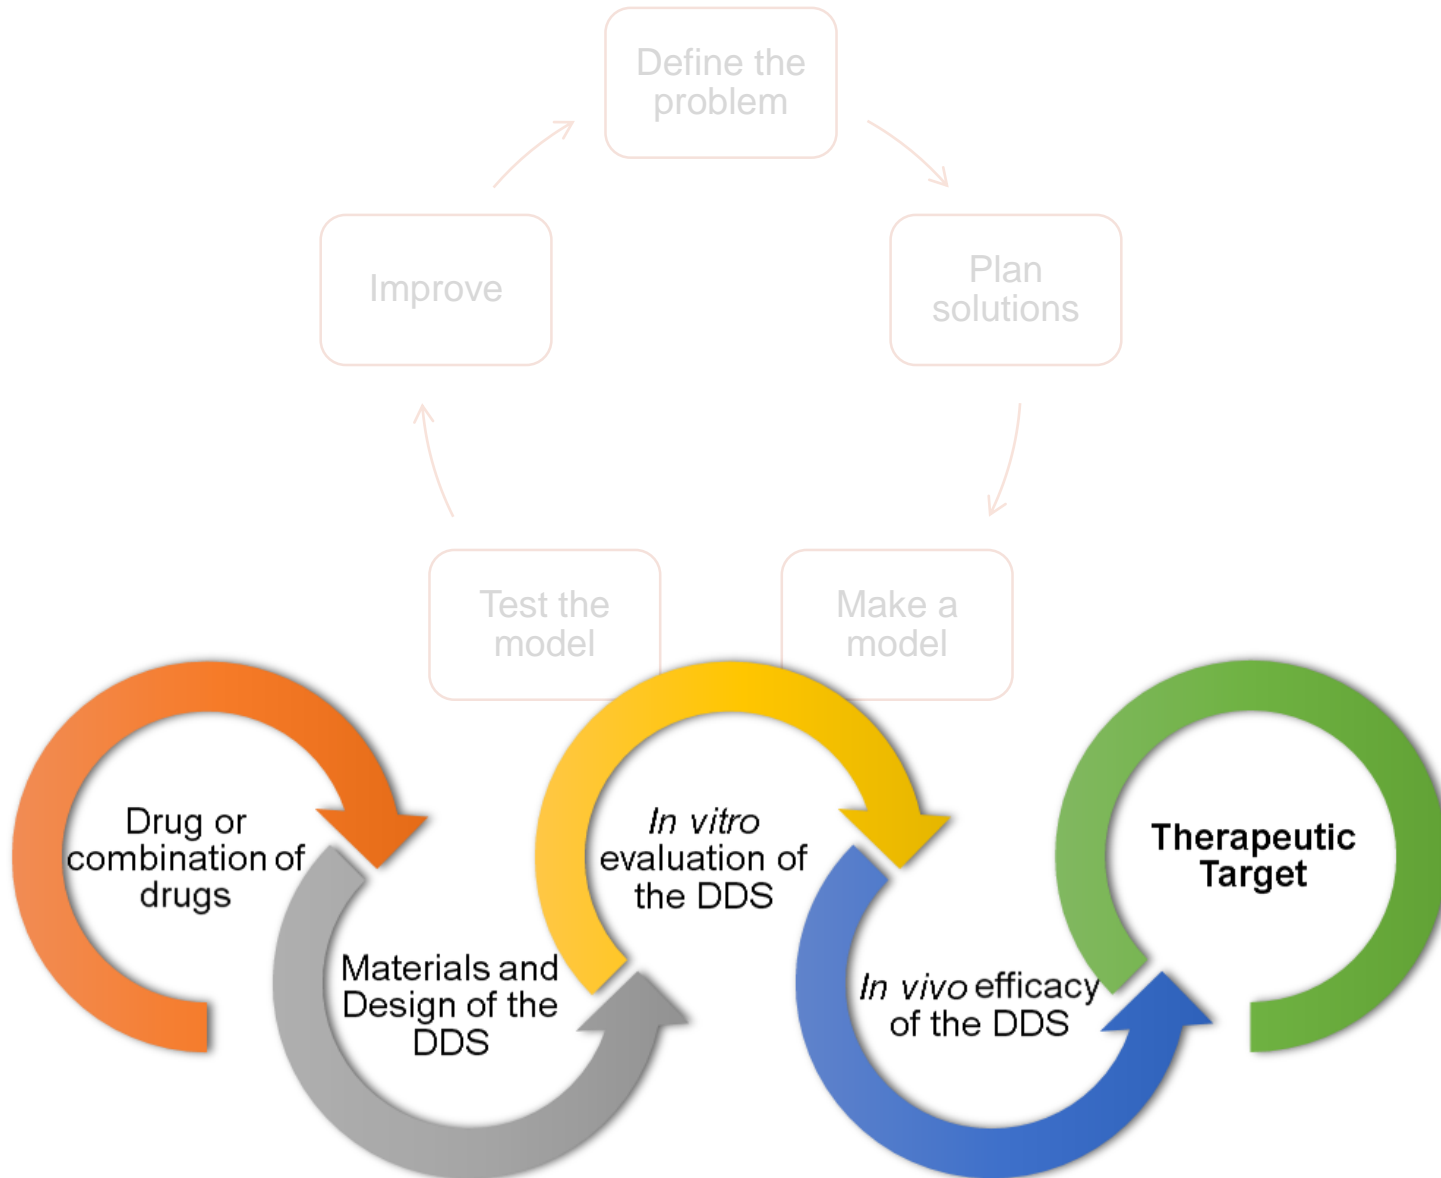 Define the
problem
Improve
Plan
solutions
Test the
model
Make a
model
Drug or
combination of
drugs
Materials and
Design of the
DDS
In vitro
evaluation of
the DDS
In vivo efficacy
of the DDS
Therapeutic
Target